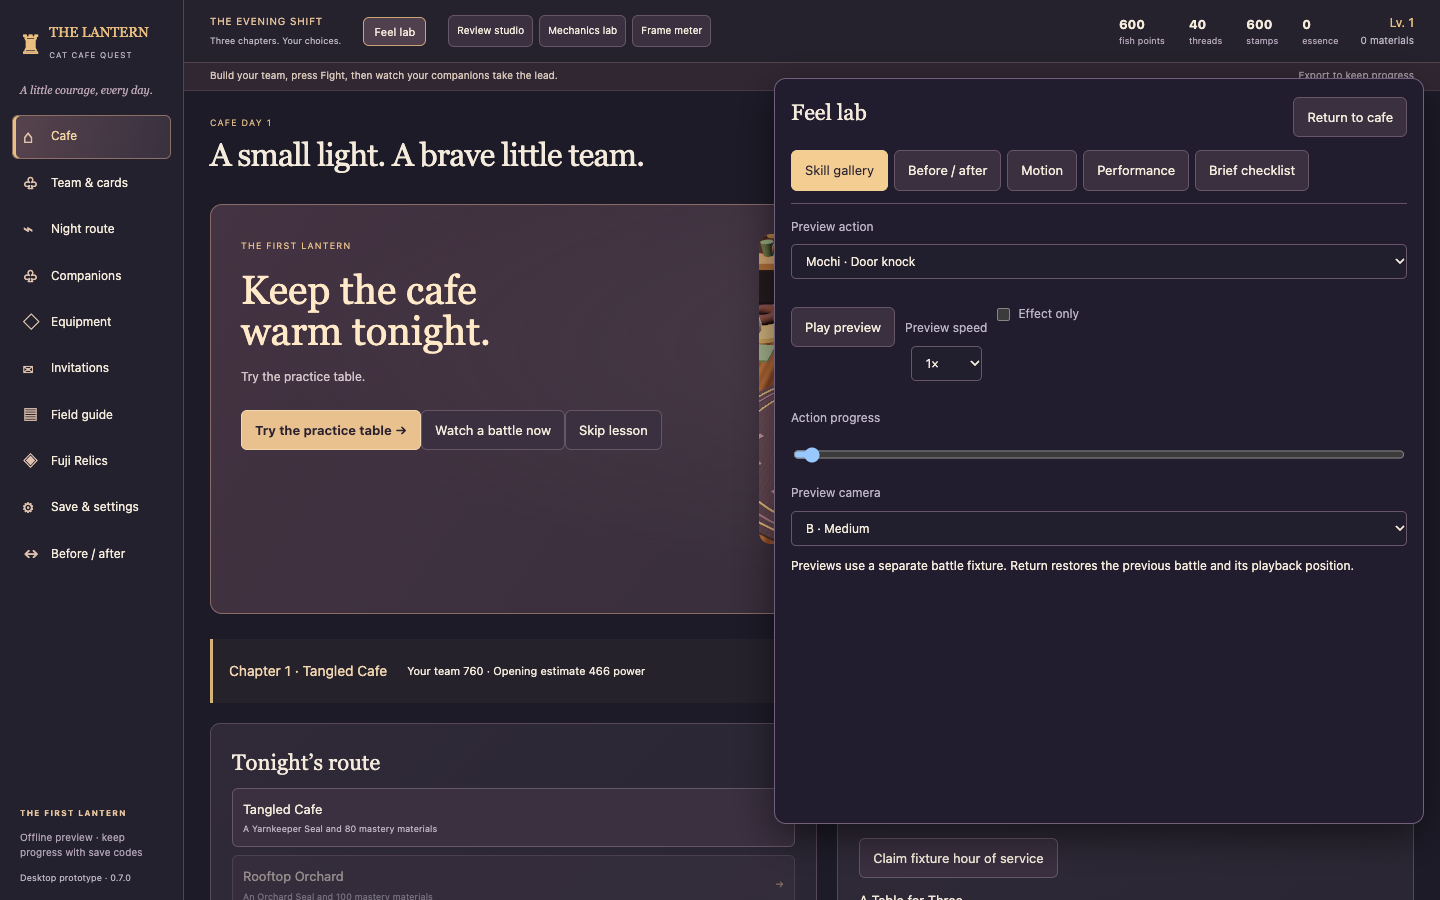 THE LANTERN
CAT CAFE QUEST
A little courage, every day.
Cafe
Team & cards
Night route
Companions
Equipment
Invitations
Field guide
Fuji Relics
Save & settings
Before / after
THE FIRST LANTERN
Offline preview · keep
progress with save codes
Desktop prototype · 0.7.0
THE EVENING SHIFT
Three chapters. Your choices.
Feel lab
Review studio
Mechanics lab
Frame meter
600
fish points
40
threads
600
stamps
0
essence
Lv. 1
0 materials
Build your team, press Fight, then watch your companions take the lead.
Export to keep progress
CAFE DAY 1
A small light. A brave little team.
THE FIRST LANTERN
Keep the cafe
warm tonight.
Try the practice table.
Try the practice table →
Watch a battle now
Skip lesson
Chapter 1 · Tangled Cafe
Your team 760 · Opening estimate 466 power
Tonight’s route
Tangled Cafe
A Yarnkeeper Seal and 80 mastery materials
Rooftop Orchard
→
An Orchard Seal and 100 mastery materials
Feel lab
Return to cafe
Skill gallery
Before / after
Motion
Performance
Brief checklist
Preview action
Mochi · Door knock
Play preview
Preview speed
1×
Effect only
Action progress
Preview camera
B · Medium
Previews use a separate battle fixture. Return restores the previous battle and its playback position.
Claim fixture hour of service
A Table for Three